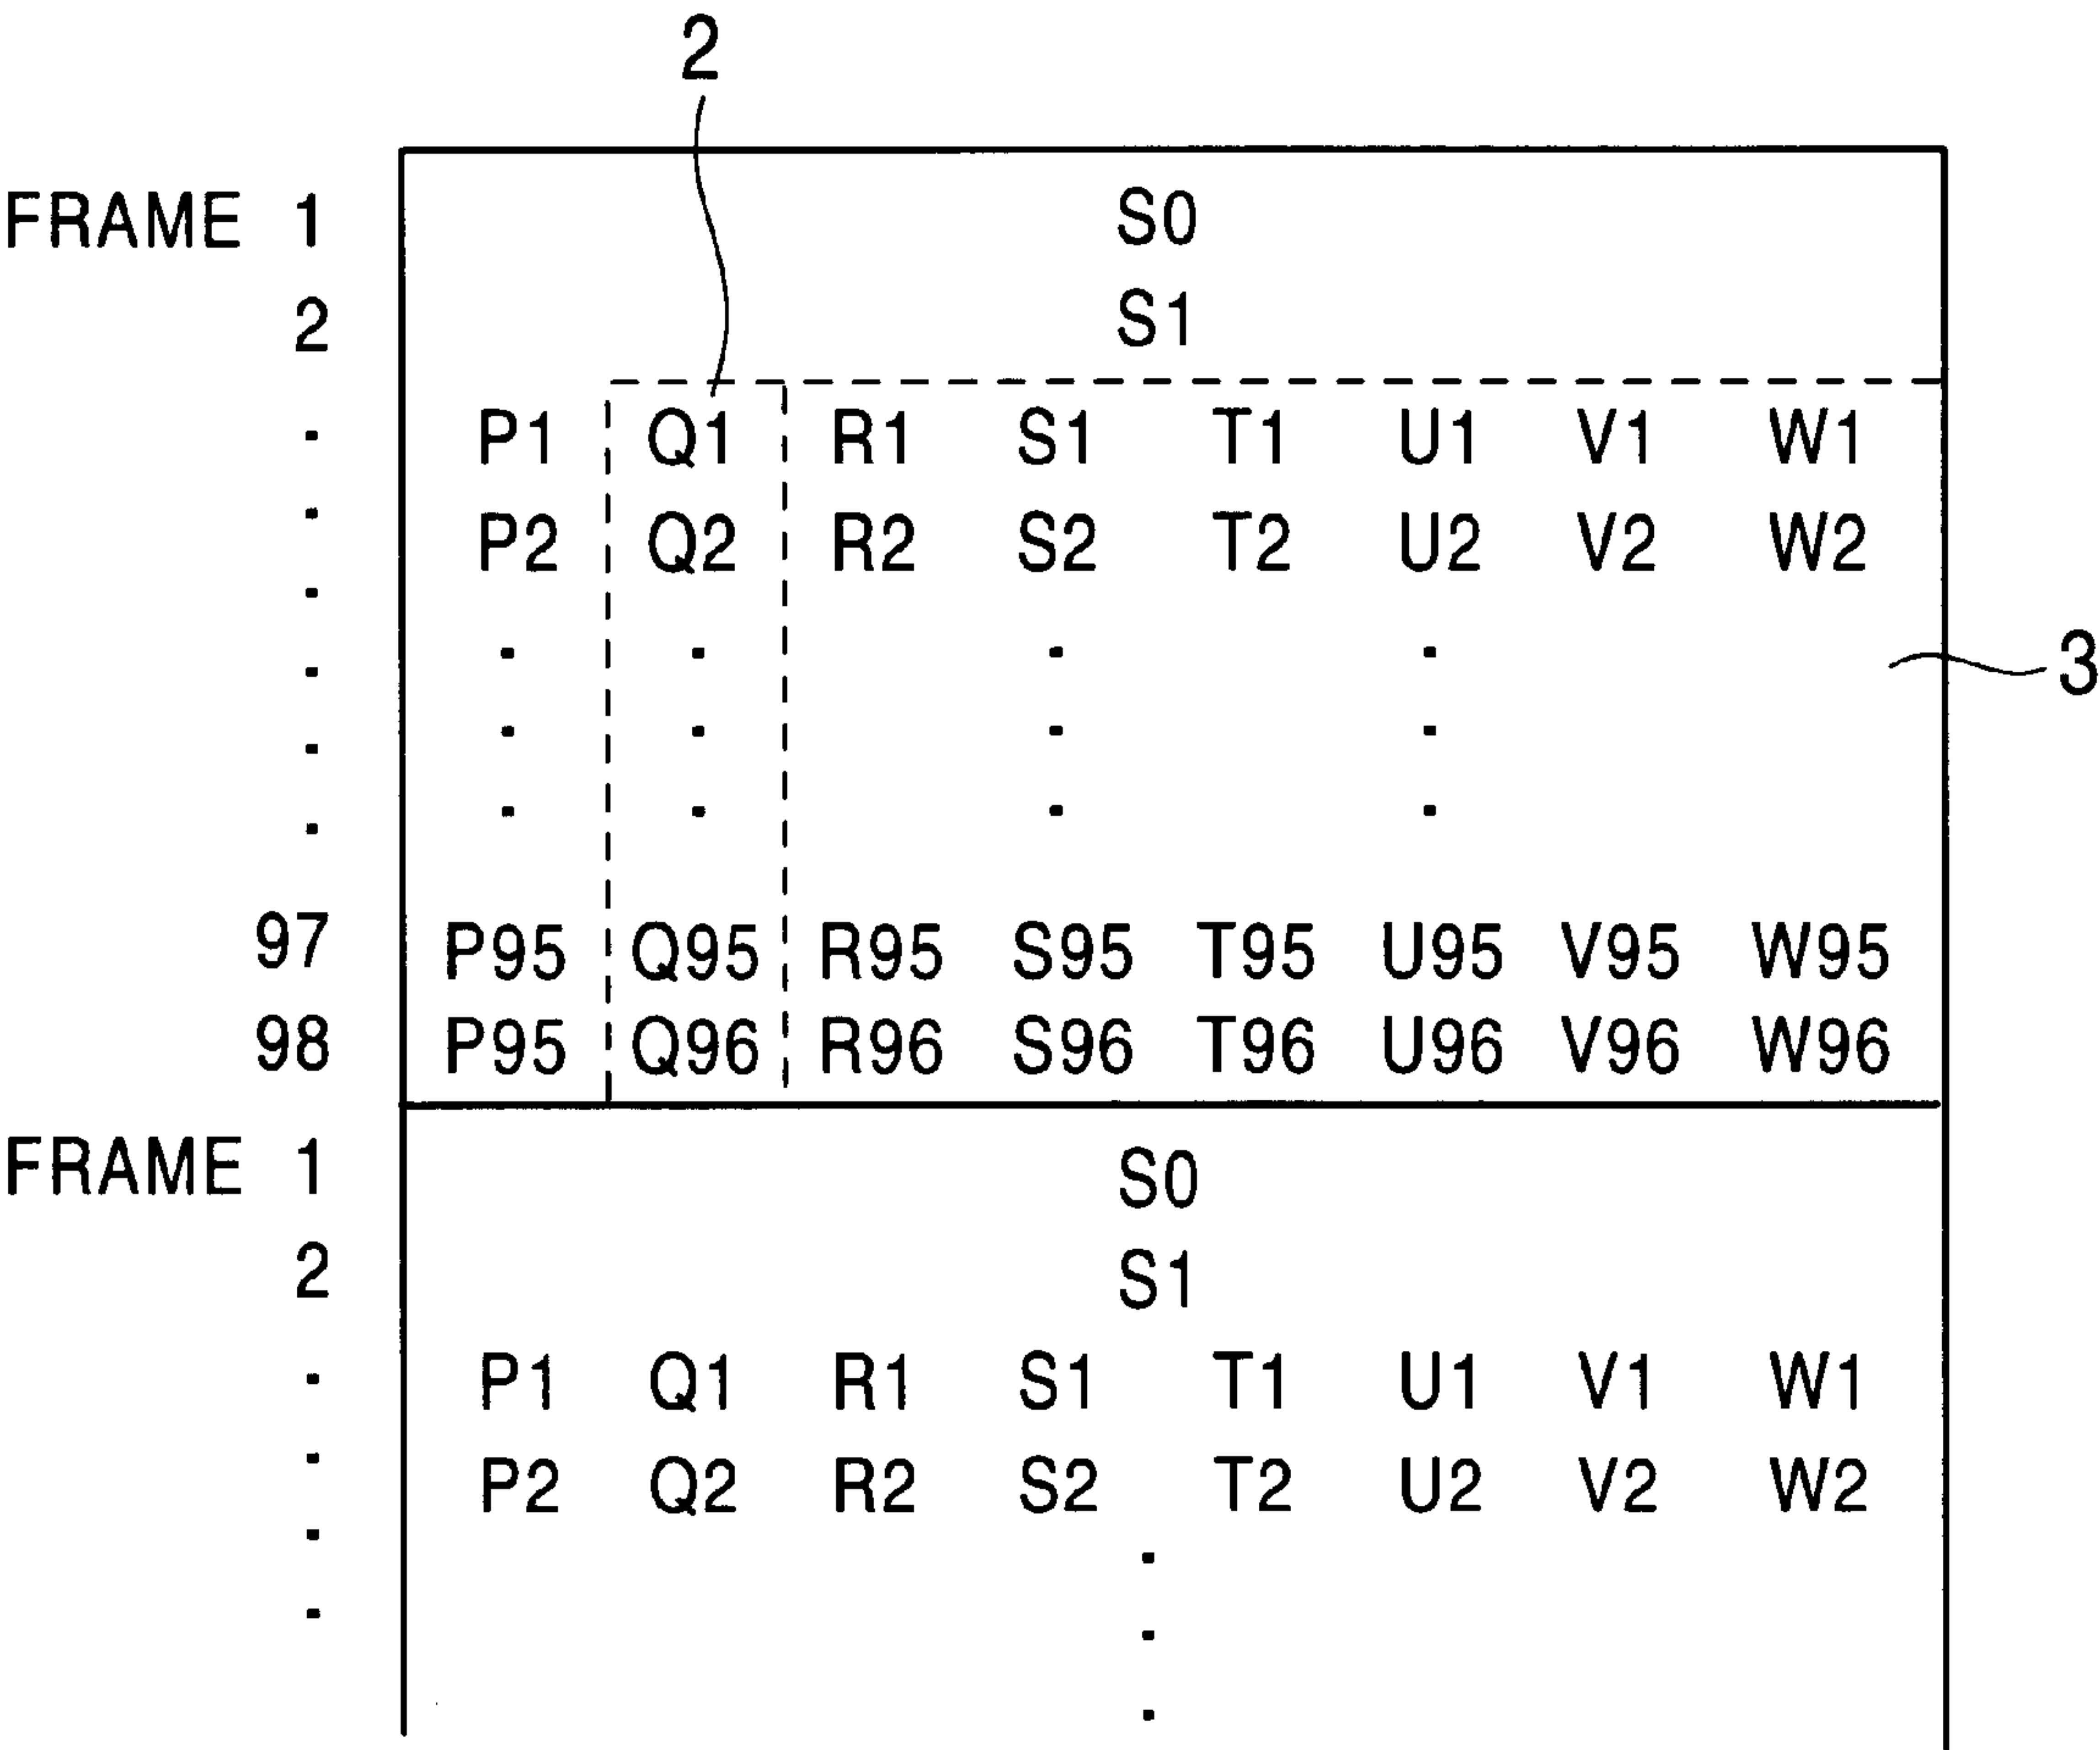 2
FRAME 1 S0
2 S1
P1 Q1 R1 S1 T1 U1 V1 W1
P2 Q2 R2 S2 T2 U2 V2 W2
3
97 P95 Q95 R95 S95 T95 U95 V95 W95
98 P95 Q96 R96 S96 T96 U96 V96 W96
FRAME 1 S0
2 S1
P1 Q1 R1 S1 T1 U1 V1 W1
P2 Q2 R2 S2 T2 U2 V2 W2